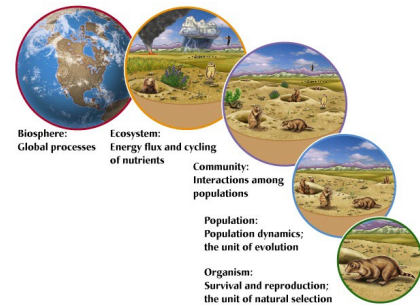 Biosphere:
Global processes
Ecosystem:
Energy flux and cycling
of nutrients
Community:
Interactions among
populations
Population:
Population dynamics;
the unit of evolution
Organism:
Survival and reproduction;
the unit of natural selection